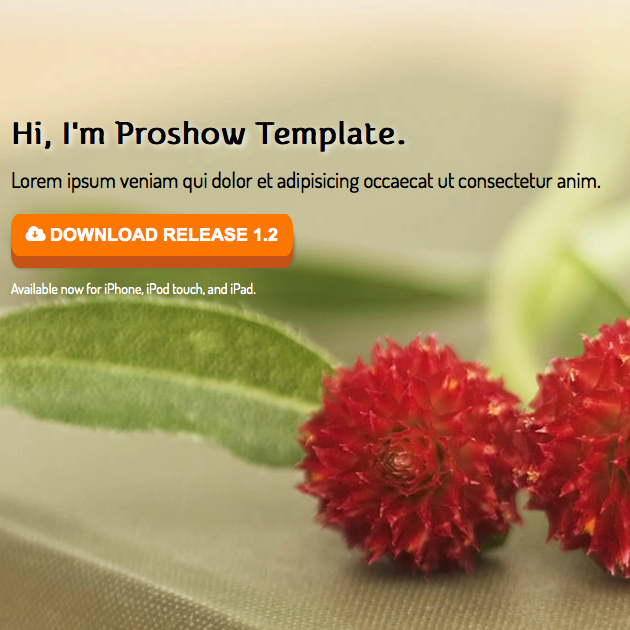 Hi, I'm Proshow Template.
Lorem ipsum veniam qui dolor et adipisicing occaecat ut consectetur anim.
DOWNLOAD RELEASE 1.2
Available now for iPhone, iPod touch, and iPad.